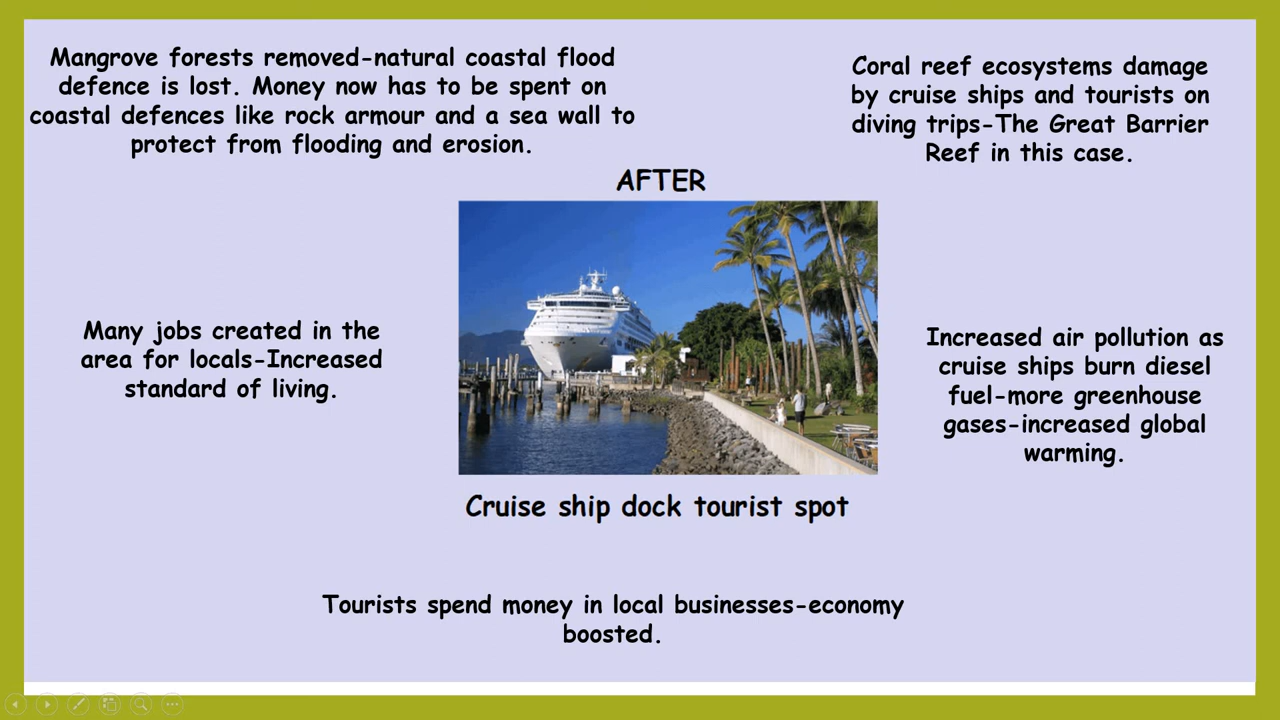 Mangrove forests removed-natural coastal flood
defence is lost. Money now has to be spent on
coastal defences like rock armour and a sea wall to
protect from flooding and erosion.
Coral reef ecosystems damage
by cruise ships and tourists on
diving trips-The Great Barrier
Reef in this case.
AFTER
Many jobs created in the
area for locals-Increased
standard of living.
Increased air pollution as
cruise ships burn diesel
fuel-more greenhouse
gases-increased global
warming.
Cruise ship dock tourist spot
Tourists spend money in local businesses-economy
boosted.